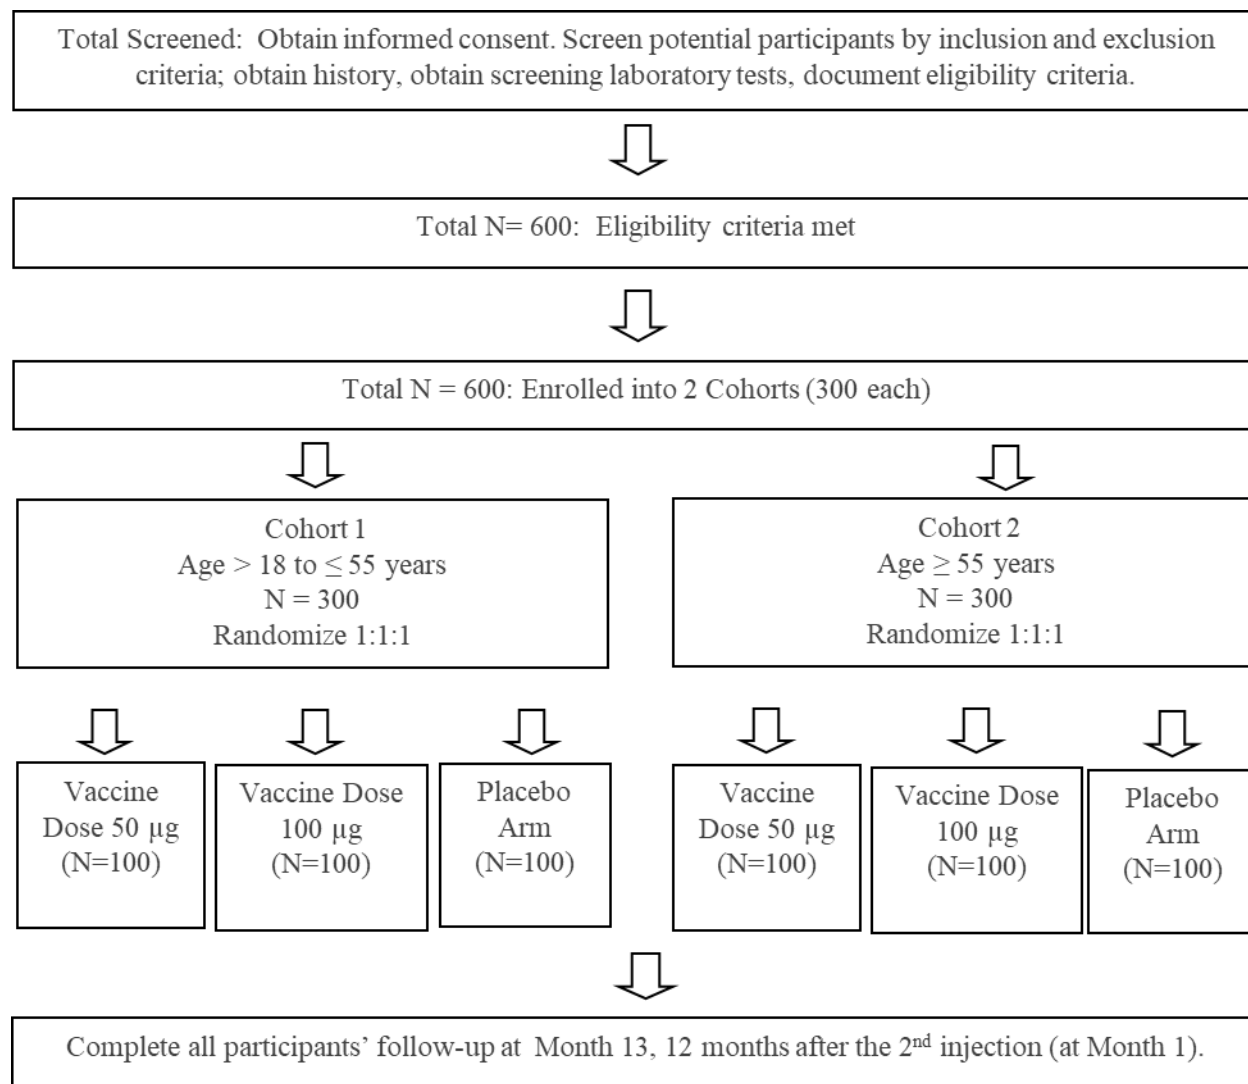 Total Screened: Obtain informed consent. Screen potential participants by inclusion and exclusion
criteria; obtain history, obtain screening laboratory tests, document eligibility criteria.
Total N= 600: Eligibility criteria met
Total N = 600: Enrolled into 2 Cohorts (300 each)
Cohort 1
Age > 18 to ≤ 55 years
N = 300
Randomize 1:1:1
Cohort 2
Age ≥ 55 years
N = 300
Randomize 1:1:1
Vaccine
Dose 50 µg
(N=100)
Vaccine Dose
100 µg
(N=100)
Placebo
Arm
(N=100)
Vaccine
Dose 50 µg
(N=100)
Vaccine Dose
100 µg
(N=100)
Placebo
Arm
(N=100)
Complete all participants’ follow-up at Month 13, 12 months after the 2nd injection (at Month 1).